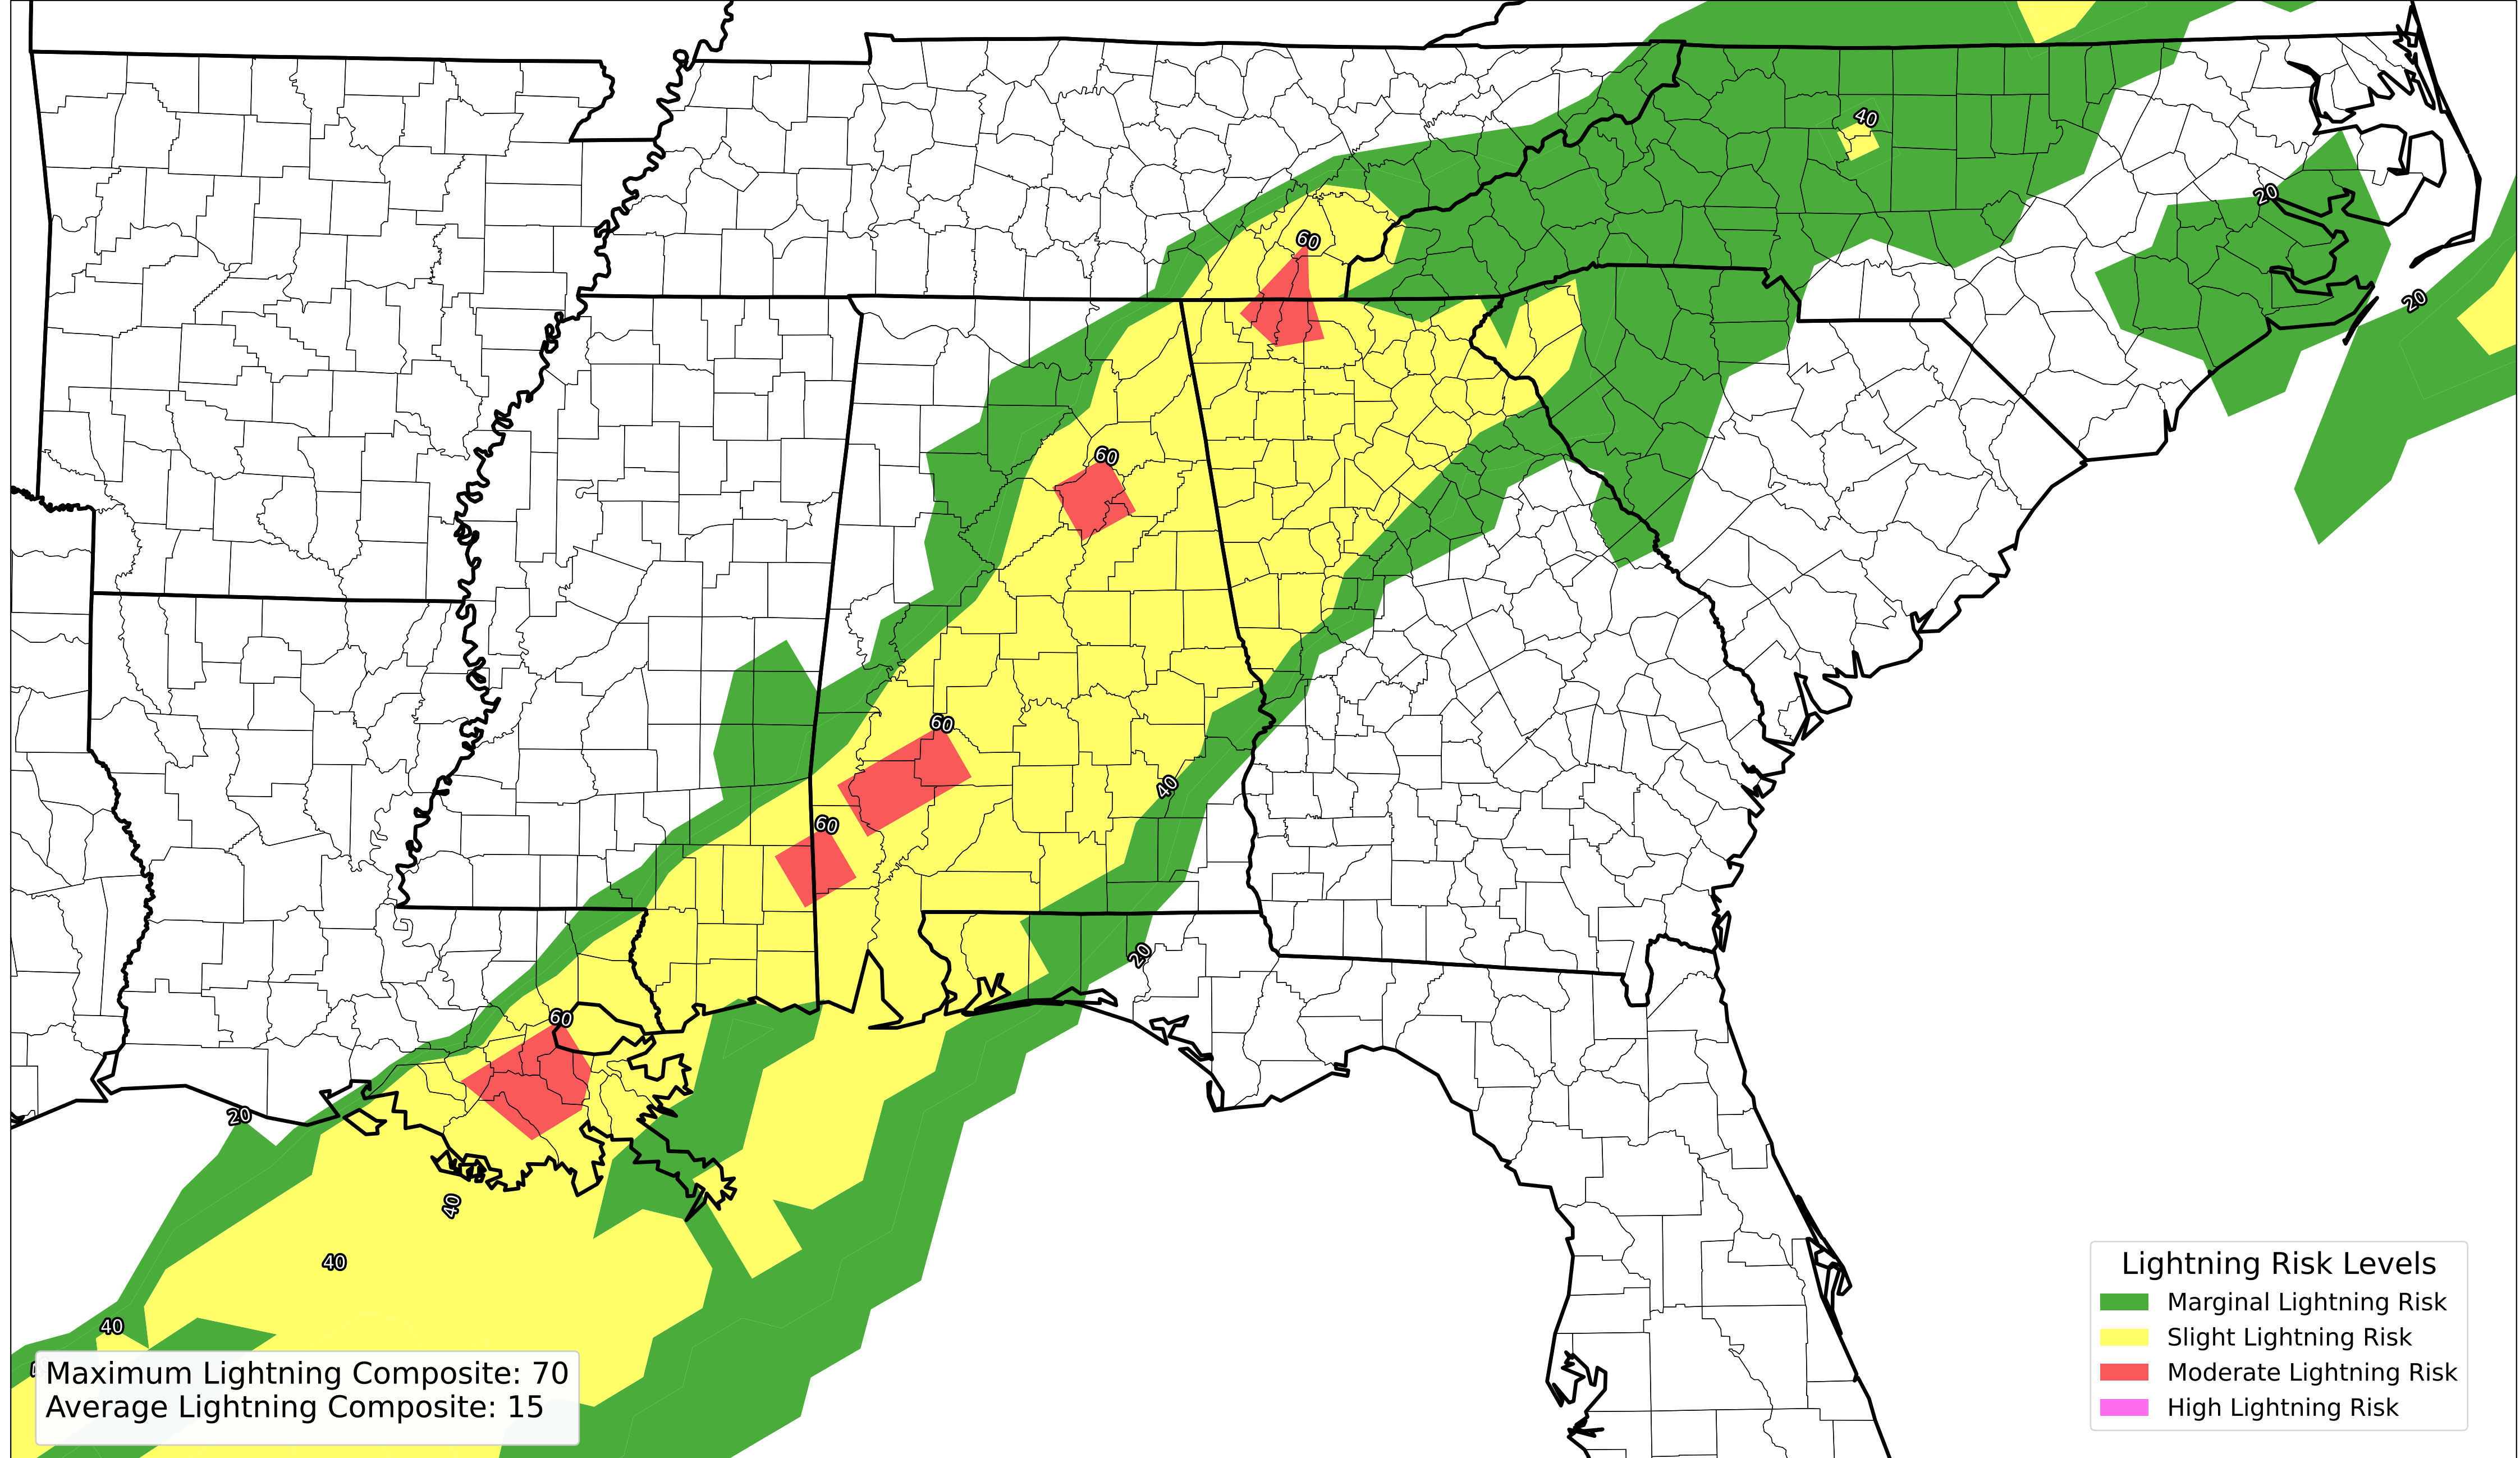 40
20
60
20
60
60
40
60
20
60
20
40
40
40
Maximum Lightning Composite: 70
Average Lightning Composite: 15
Lightning Risk Levels
Marginal Lightning Risk
Slight Lightning Risk
Moderate Lightning Risk
High Lightning Risk